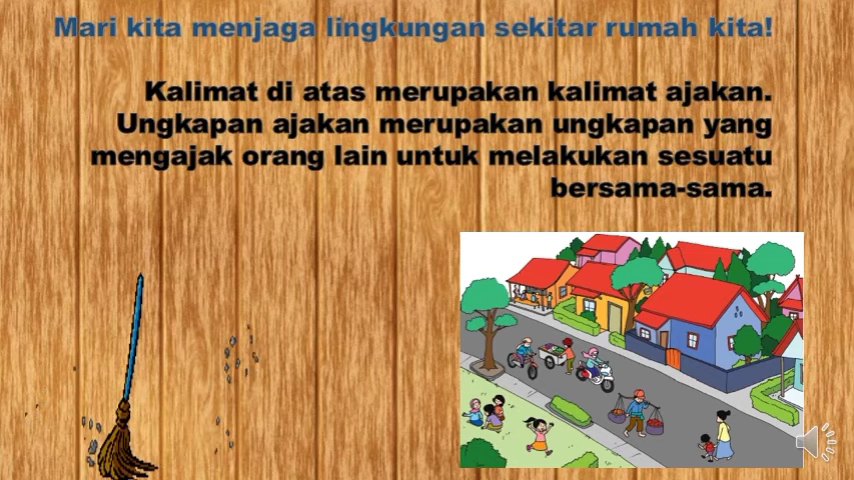 Mari kita menjaga lingkungan sekitar rumah kita!
Kalimat di atas merupakan kalimat ajakan.
Ungkapan ajakan merupakan ungkapan yang
mengajak orang lain untuk melakukan sesuatu
bersama-sama.